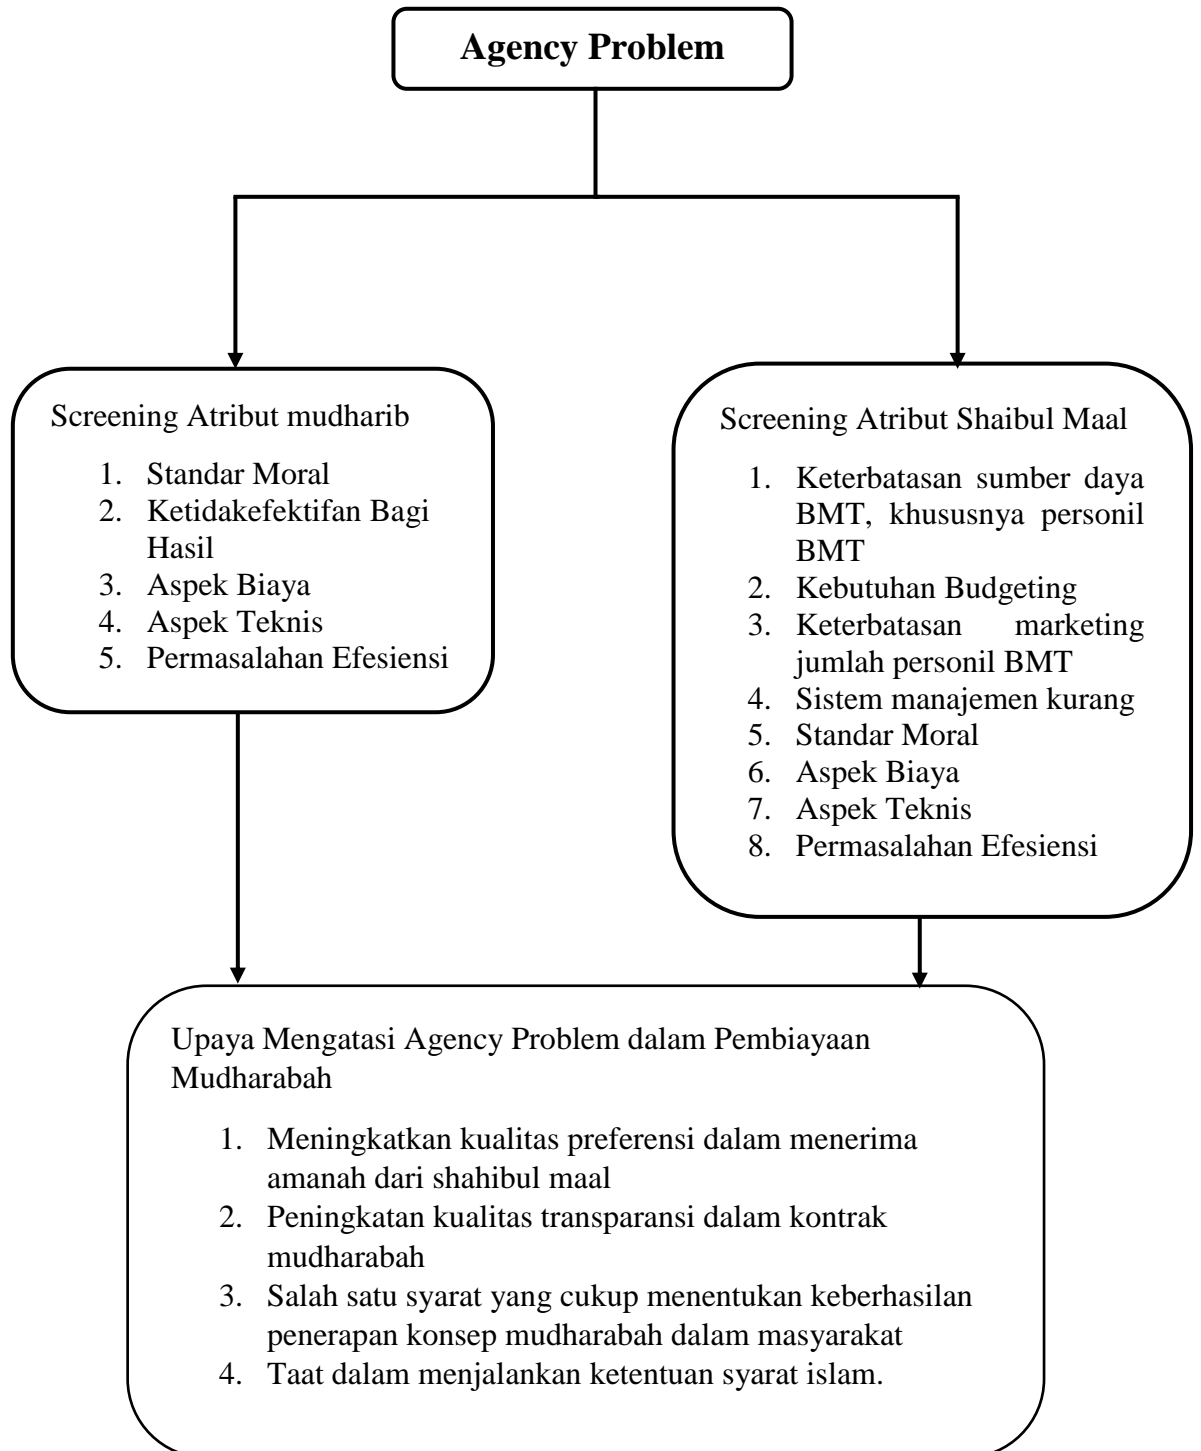 Agency Problem
Screening Atribut mudharib
1. Standar Moral
2. Ketidakefektifan Bagi
Hasil
3. Aspek Biaya
4. Aspek Teknis
5. Permasalahan Efesiensi
Screening Atribut Shaibul Maal
1. Keterbatasan sumber daya
BMT, khususnya personil
BMT
2. Kebutuhan Budgeting
3. Keterbatasan marketing
jumlah personil BMT
4. Sistem manajemen kurang
5. Standar Moral
6. Aspek Biaya
7. Aspek Teknis
8. Permasalahan Efesiensi
Upaya Mengatasi Agency Problem dalam Pembiayaan
Mudharabah
1. Meningkatkan kualitas preferensi dalam menerima
amanah dari shahibul maal
2. Peningkatan kualitas transparansi dalam kontrak
mudharabah
3. Salah satu syarat yang cukup menentukan keberhasilan
penerapan konsep mudharabah dalam masyarakat
4. Taat dalam menjalankan ketentuan syarat islam.